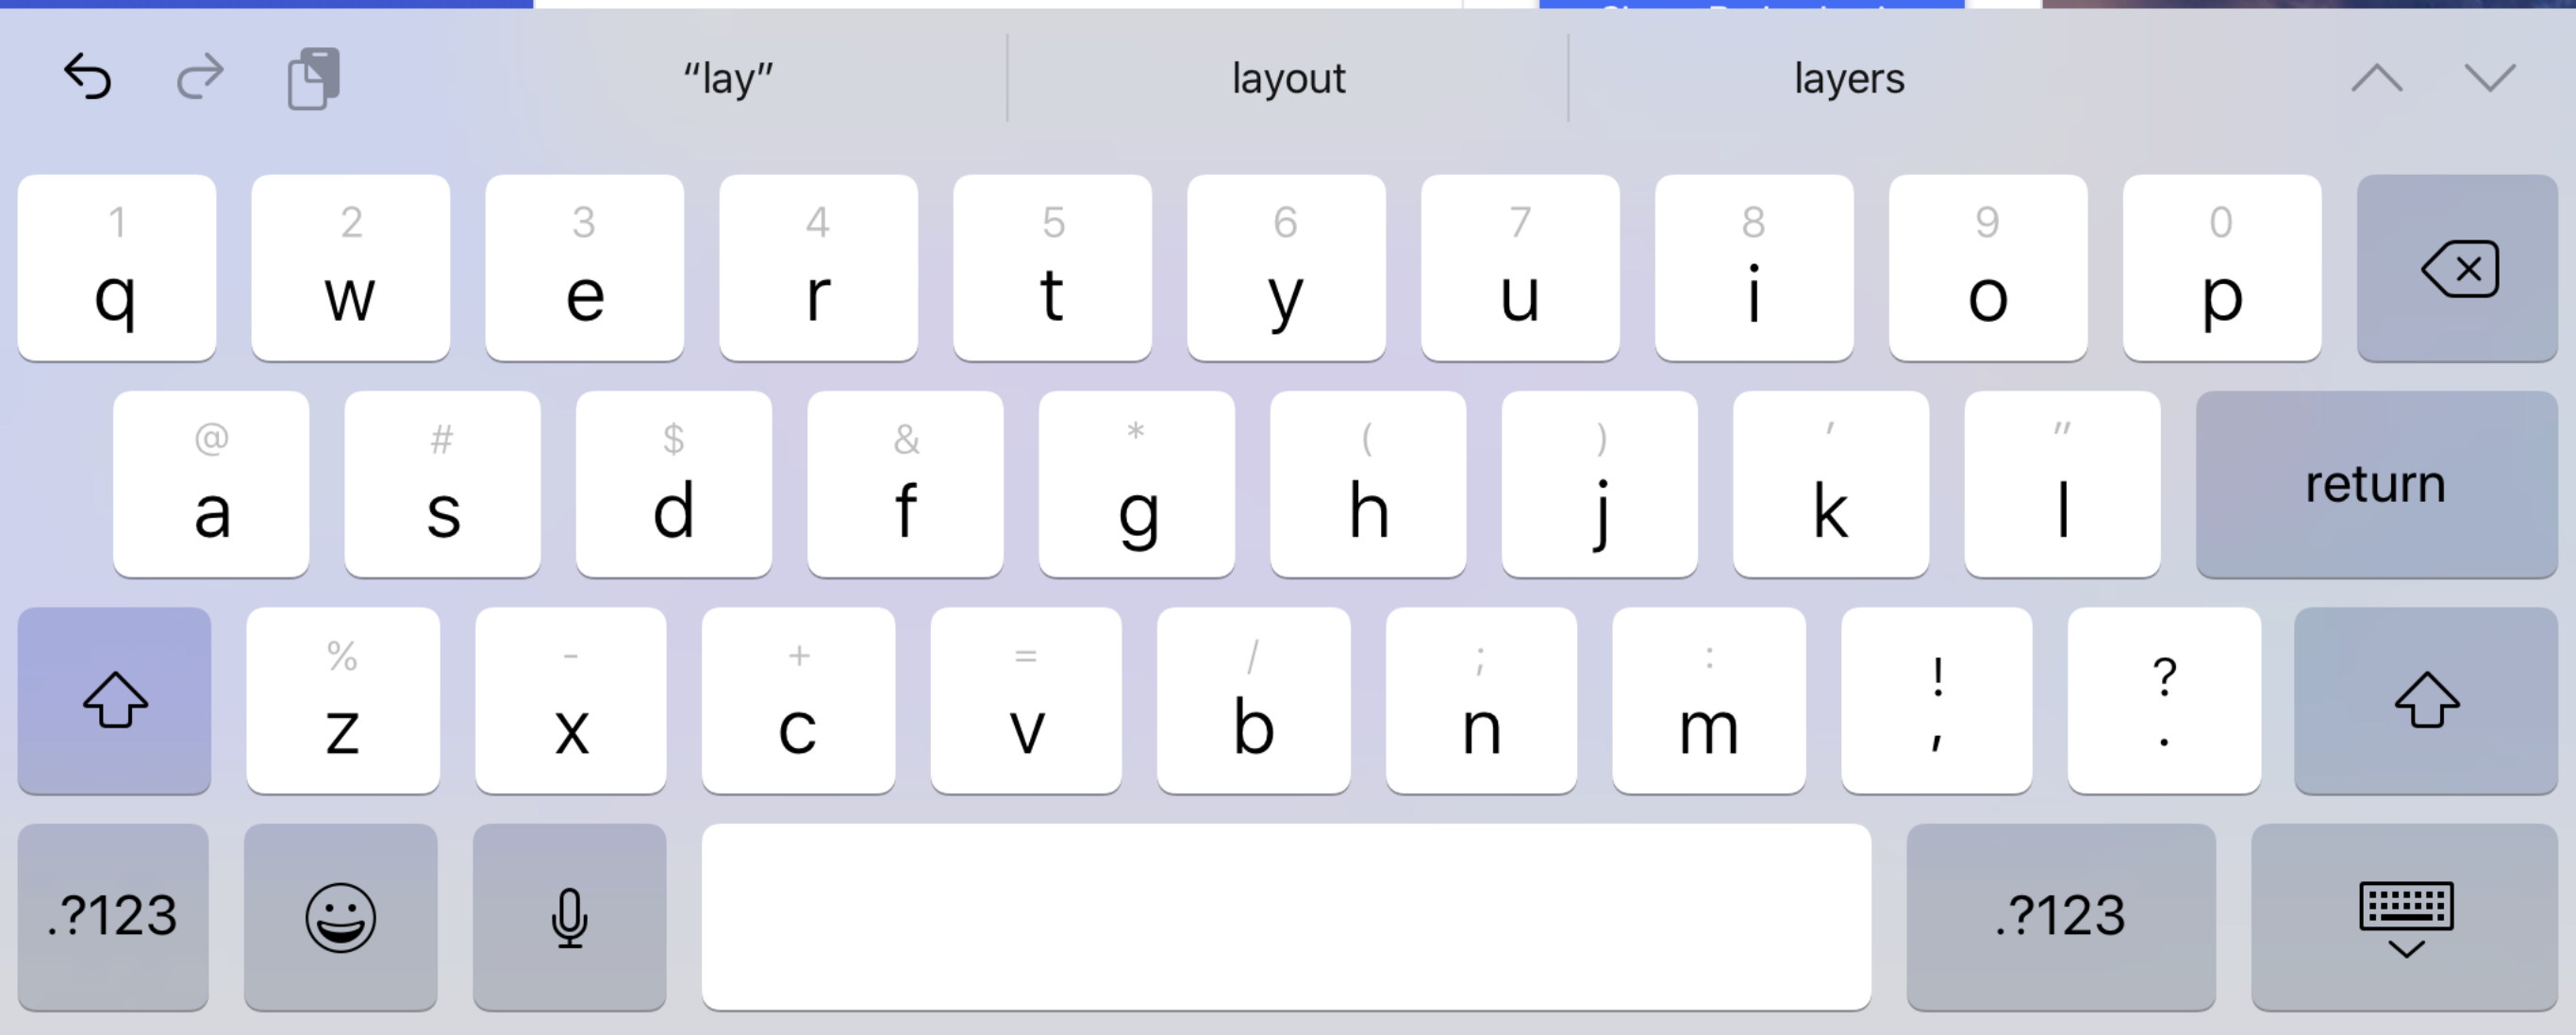 “lay” layout layers
1 2 3 4 5 6 7 8 9 0
q w e r t y u i o p
@ # $ & * ( ) ' "
a s d f g h j k l return
% - + = / ; : ! ?
z x c v b n m , .
.?123 .?123